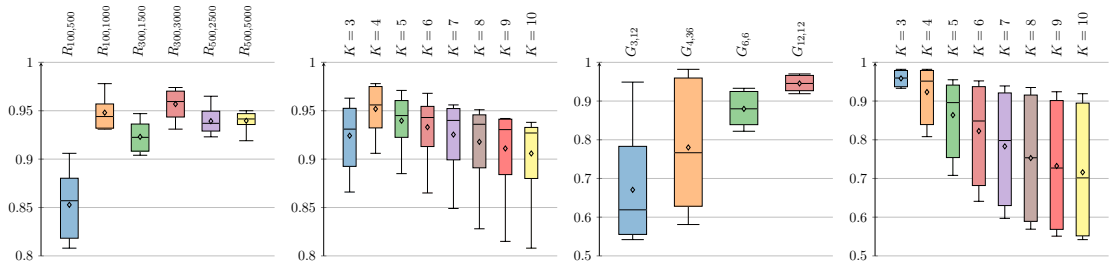 R100,500
R100,1000
R300,1500
R300,3000
R500,2500
R500,5000
1
0.95
0.9
0.85
0.8
K = 3
K = 4
K = 5
K = 6
K = 7
K = 8
K = 9
K = 10
1
0.95
0.9
0.85
0.8
G3,12
G4,36
G6,6
G12,12
1
0.9
0.8
0.7
0.6
0.5
K = 3
K = 4
K = 5
K = 6
K = 7
K = 8
K = 9
K = 10
1
0.9
0.8
0.7
0.6
0.5